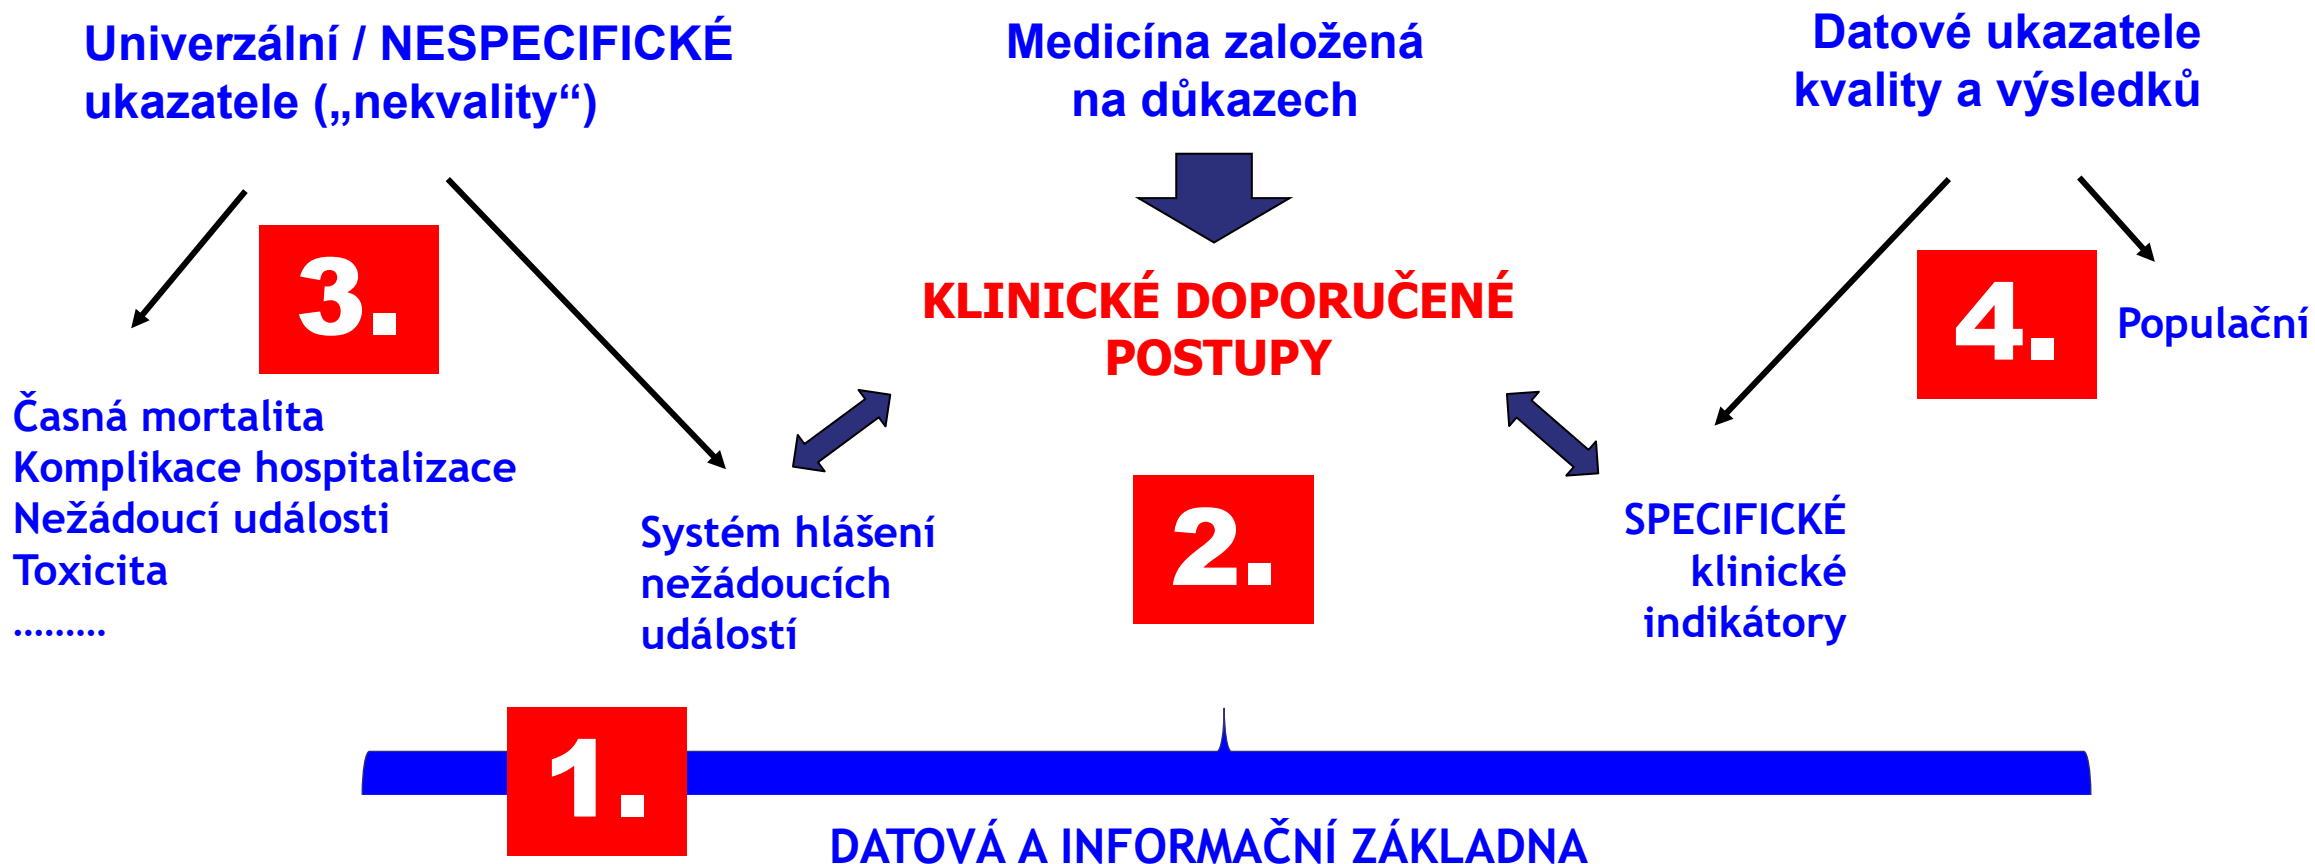 Univerzální / NESPECIFICKÉ
ukazatele („nekvality“)
Medicína založená
na důkazech
Datové ukazatele
kvality a výsledků
3.
KLINICKÉ DOPORUČENÉ
POSTUPY
4.
Populační
Časná mortalita
Komplikace hospitalizace
Nežádoucí události
Toxicita
………
Systém hlášení
nežádoucích
událostí
2.
SPECIFICKÉ
klinické
indikátory
1.
DATOVÁ A INFORMAČNÍ ZÁKLADNA